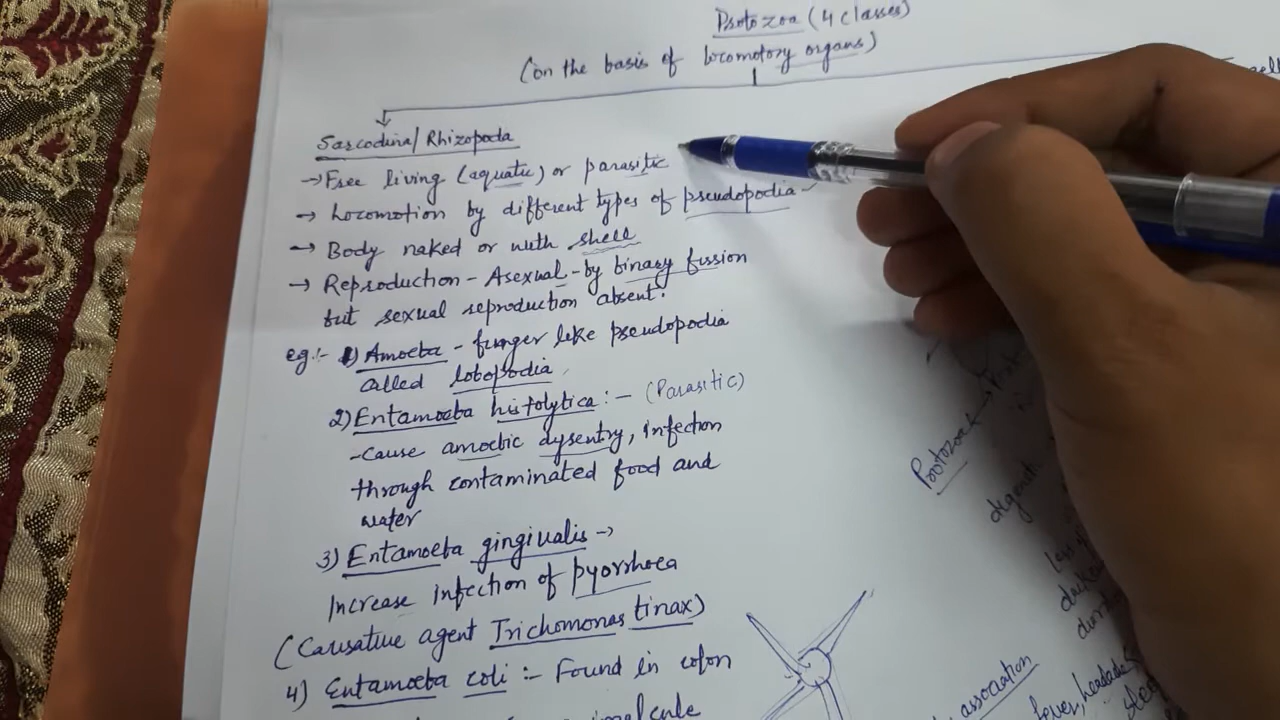 Protozoa (4 classes)
(on the basis of locomotory organs)
Sarcodina/Rhizopoda
→ Free living (aquatic) or parasitic
→ Locomotion by different types of pseudopodia
→ Body naked or with shell
→ Reproduction - Asexual - by binary fission
but sexual reproduction absent.
eg:- 1) Amoeba - finger like pseudopodia
called lobopodia
2) Entamoeba histolytica :- (Parasitic)
- cause amoebic dysentry, infection
through contaminated food and
water
3) Entamoeba gingivalis →
Increase infection of pyorrhoea
(Causative agent Trichomonas tinax)
4) Entamoeba coli :- Found in colon
association
fever, headache